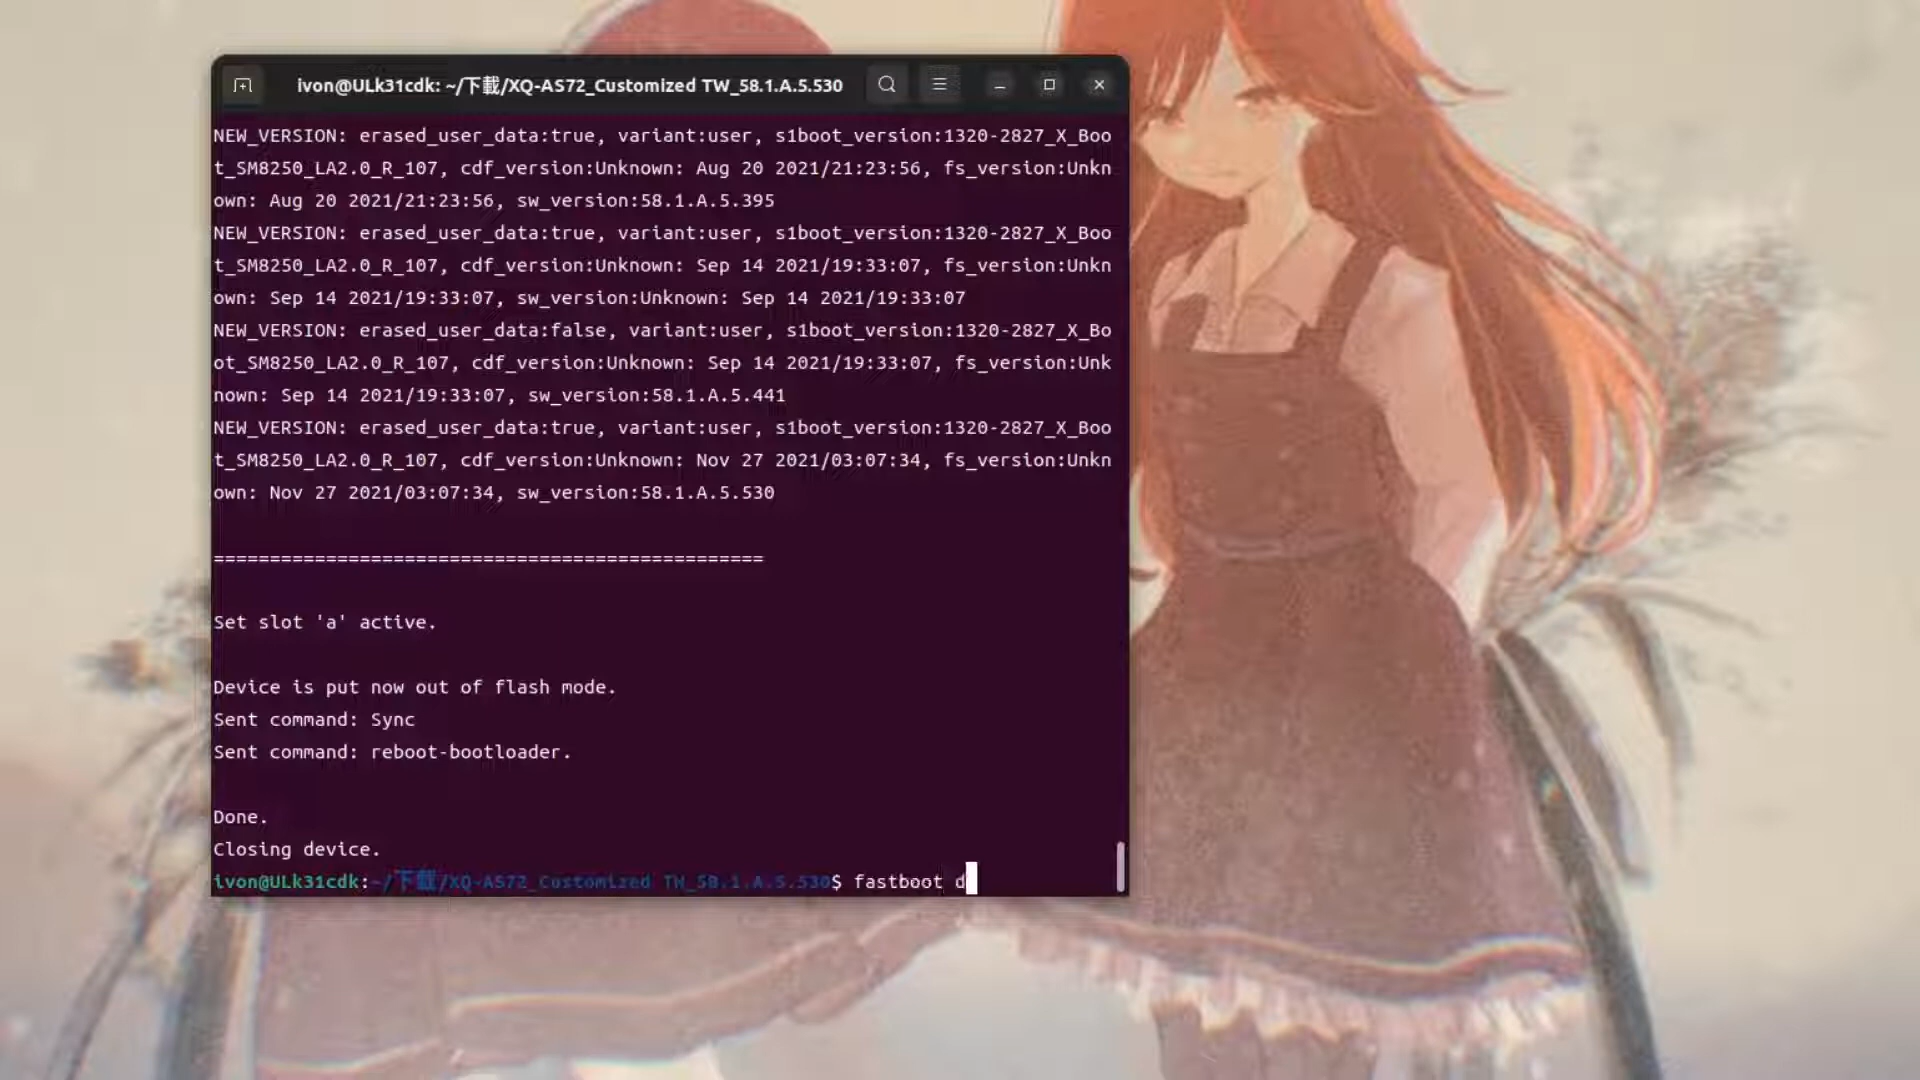 ivon@ULk31cdk: ~/下載/XQ-AS72_Customized TW_58.1.A.5.530
NEW_VERSION: erased_user_data:true, variant:user, s1boot_version:1320-2827_X_Boo
t_SM8250_LA2.0_R_107, cdf_version:Unknown: Aug 20 2021/21:23:56, fs_version:Unkn
own: Aug 20 2021/21:23:56, sw_version:58.1.A.5.395
NEW_VERSION: erased_user_data:true, variant:user, s1boot_version:1320-2827_X_Boo
t_SM8250_LA2.0_R_107, cdf_version:Unknown: Sep 14 2021/19:33:07, fs_version:Unkn
own: Sep 14 2021/19:33:07, sw_version:Unknown: Sep 14 2021/19:33:07
NEW_VERSION: erased_user_data:false, variant:user, s1boot_version:1320-2827_X_Bo
ot_SM8250_LA2.0_R_107, cdf_version:Unknown: Sep 14 2021/19:33:07, fs_version:Unk
nown: Sep 14 2021/19:33:07, sw_version:58.1.A.5.441
NEW_VERSION: erased_user_data:true, variant:user, s1boot_version:1320-2827_X_Boo
t_SM8250_LA2.0_R_107, cdf_version:Unknown: Nov 27 2021/03:07:34, fs_version:Unkn
own: Nov 27 2021/03:07:34, sw_version:58.1.A.5.530
=================================================
Set slot 'a' active.
Device is put now out of flash mode.
Sent command: Sync
Sent command: reboot-bootloader.
Done.
Closing device.
ivon@ULk31cdk:~/下載/XQ-AS72_Customized TW_58.1.A.5.530$ fastboot d